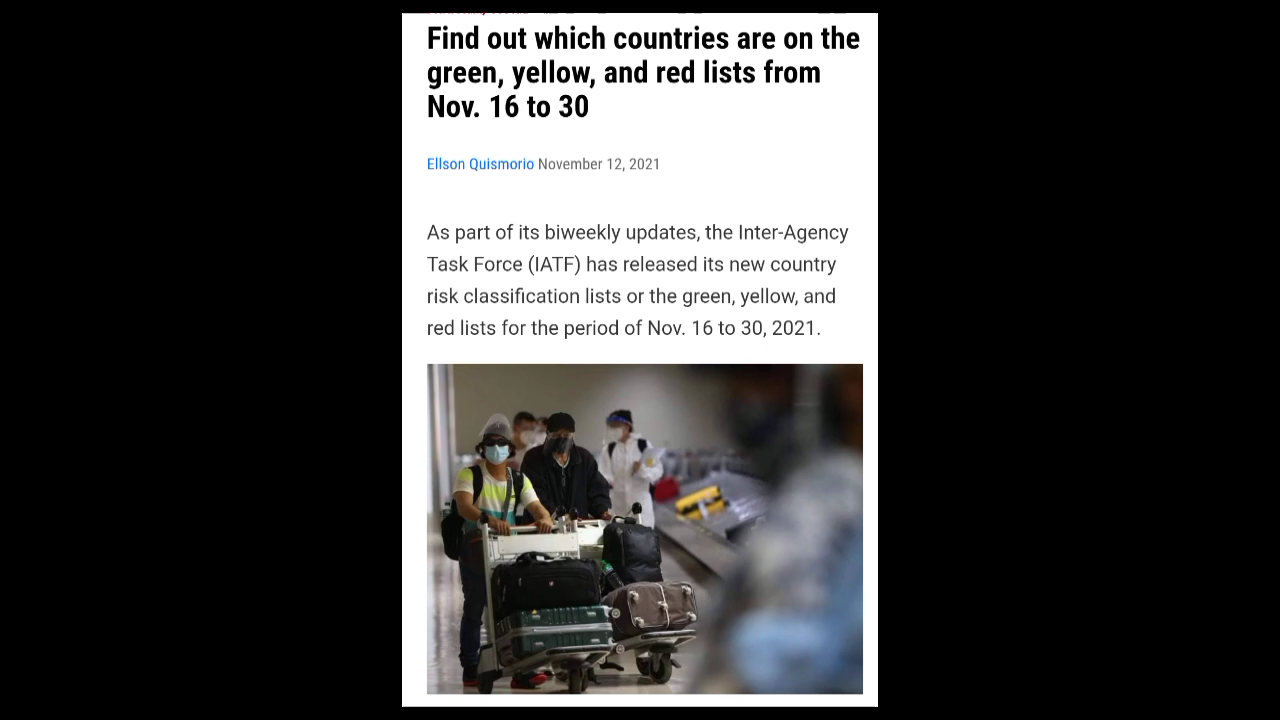 Find out which countries are on the
green, yellow, and red lists from
Nov. 16 to 30
Ellson Quismorio November 12, 2021
As part of its biweekly updates, the Inter-Agency
Task Force (IATF) has released its new country
risk classification lists or the green, yellow, and
red lists for the period of Nov. 16 to 30, 2021.